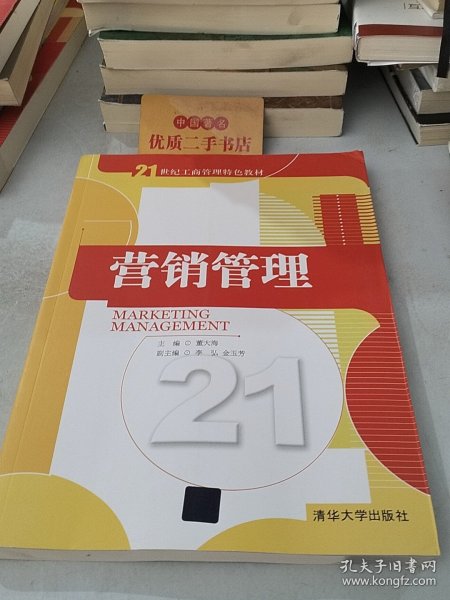 中国著名
优质二手书店
21世纪工商管理特色教材
营销管理
MARKETING
MANAGEMENT
主 编 ⊙ 董大海
副主编 ⊙ 李 弘 金玉芳
21
清华大学出版社
孔夫子旧书网
www.kongfz.com